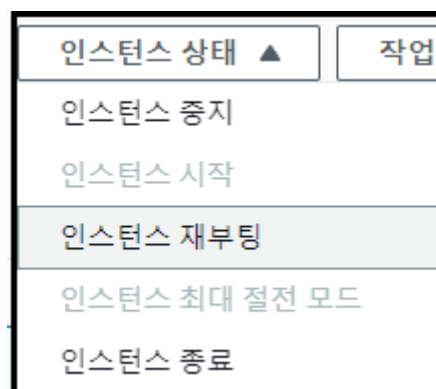 인스턴스 상태 ▲ 작업
인스턴스 중지
인스턴스 시작
인스턴스 재부팅
인스턴스 최대 절전 모드
인스턴스 종료